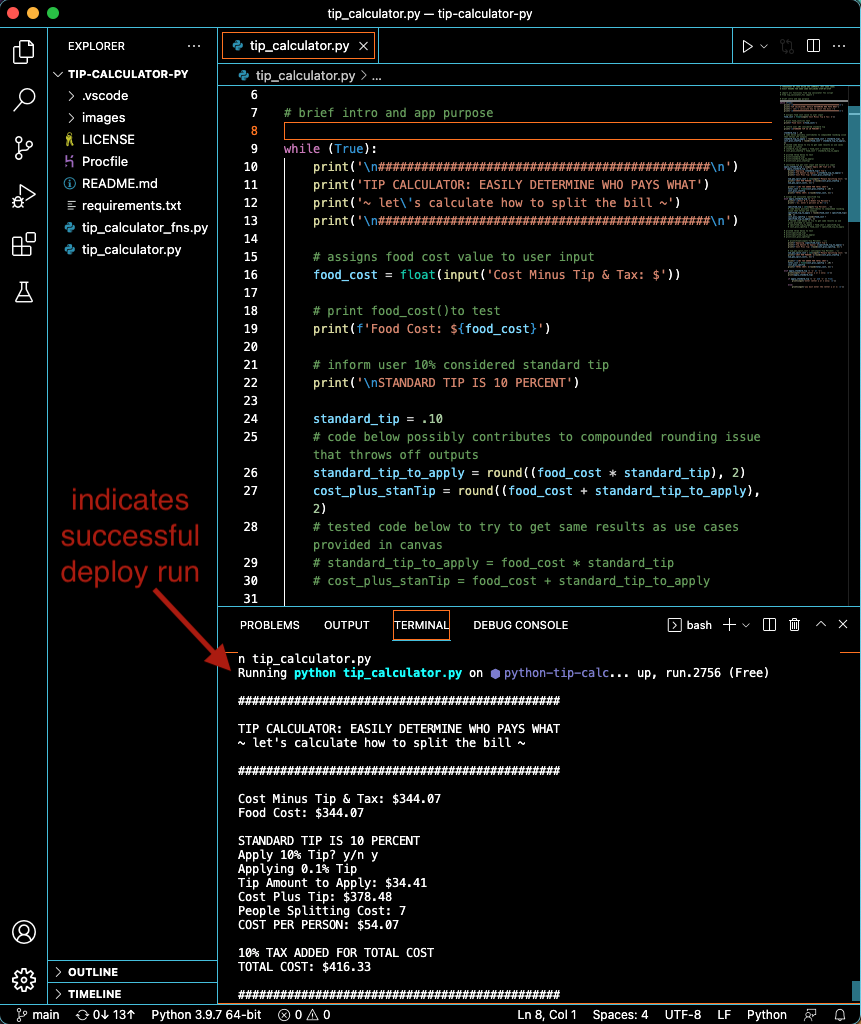 tip_calculator.py — tip-calculator-py
EXPLORER ...
tip_calculator.py ×
TIP-CALCULATOR-PY
.vscode
images
LICENSE
Procfile
README.md
requirements.txt
tip_calculator_fns.py
tip_calculator.py
tip_calculator.py > ...
6
7 # brief intro and app purpose
8
9 while (True):
10 print('\n##############################################\n')
11 print('TIP CALCULATOR: EASILY DETERMINE WHO PAYS WHAT')
12 print('~ let\'s calculate how to split the bill ~')
13 print('\n##############################################\n')
14
15 # assigns food cost value to user input
16 food_cost = float(input('Cost Minus Tip & Tax: $'))
17
18 # print food_cost()to test
19 print(f'Food Cost: ${food_cost}')
20
21 # inform user 10% considered standard tip
22 print('\nSTANDARD TIP IS 10 PERCENT')
23
24 standard_tip = .10
25 # code below possibly contributes to compounded rounding issue
that throws off outputs
26 standard_tip_to_apply = round((food_cost * standard_tip), 2)
27 cost_plus_stanTip = round((food_cost + standard_tip_to_apply),
2)
28 # tested code below to try to get same results as use cases
provided in canvas
29 # standard_tip_to_apply = food_cost * standard_tip
30 # cost_plus_stanTip = food_cost + standard_tip_to_apply
31
indicates
successful
deploy run
PROBLEMS OUTPUT TERMINAL DEBUG CONSOLE bash
n tip_calculator.py
Running python tip_calculator.py on python-tip-calc... up, run.2756 (Free)
##############################################
TIP CALCULATOR: EASILY DETERMINE WHO PAYS WHAT
~ let's calculate how to split the bill ~
##############################################
Cost Minus Tip & Tax: $344.07
Food Cost: $344.07
STANDARD TIP IS 10 PERCENT
Apply 10% Tip? y/n y
Applying 0.1% Tip
Tip Amount to Apply: $34.41
Cost Plus Tip: $378.48
People Splitting Cost: 7
COST PER PERSON: $54.07
10% TAX ADDED FOR TOTAL COST
TOTAL COST: $416.33
##############################################
OUTLINE
TIMELINE
main 0↓ 13↑ Python 3.9.7 64-bit 0 0 Ln 8, Col 1 Spaces: 4 UTF-8 LF Python